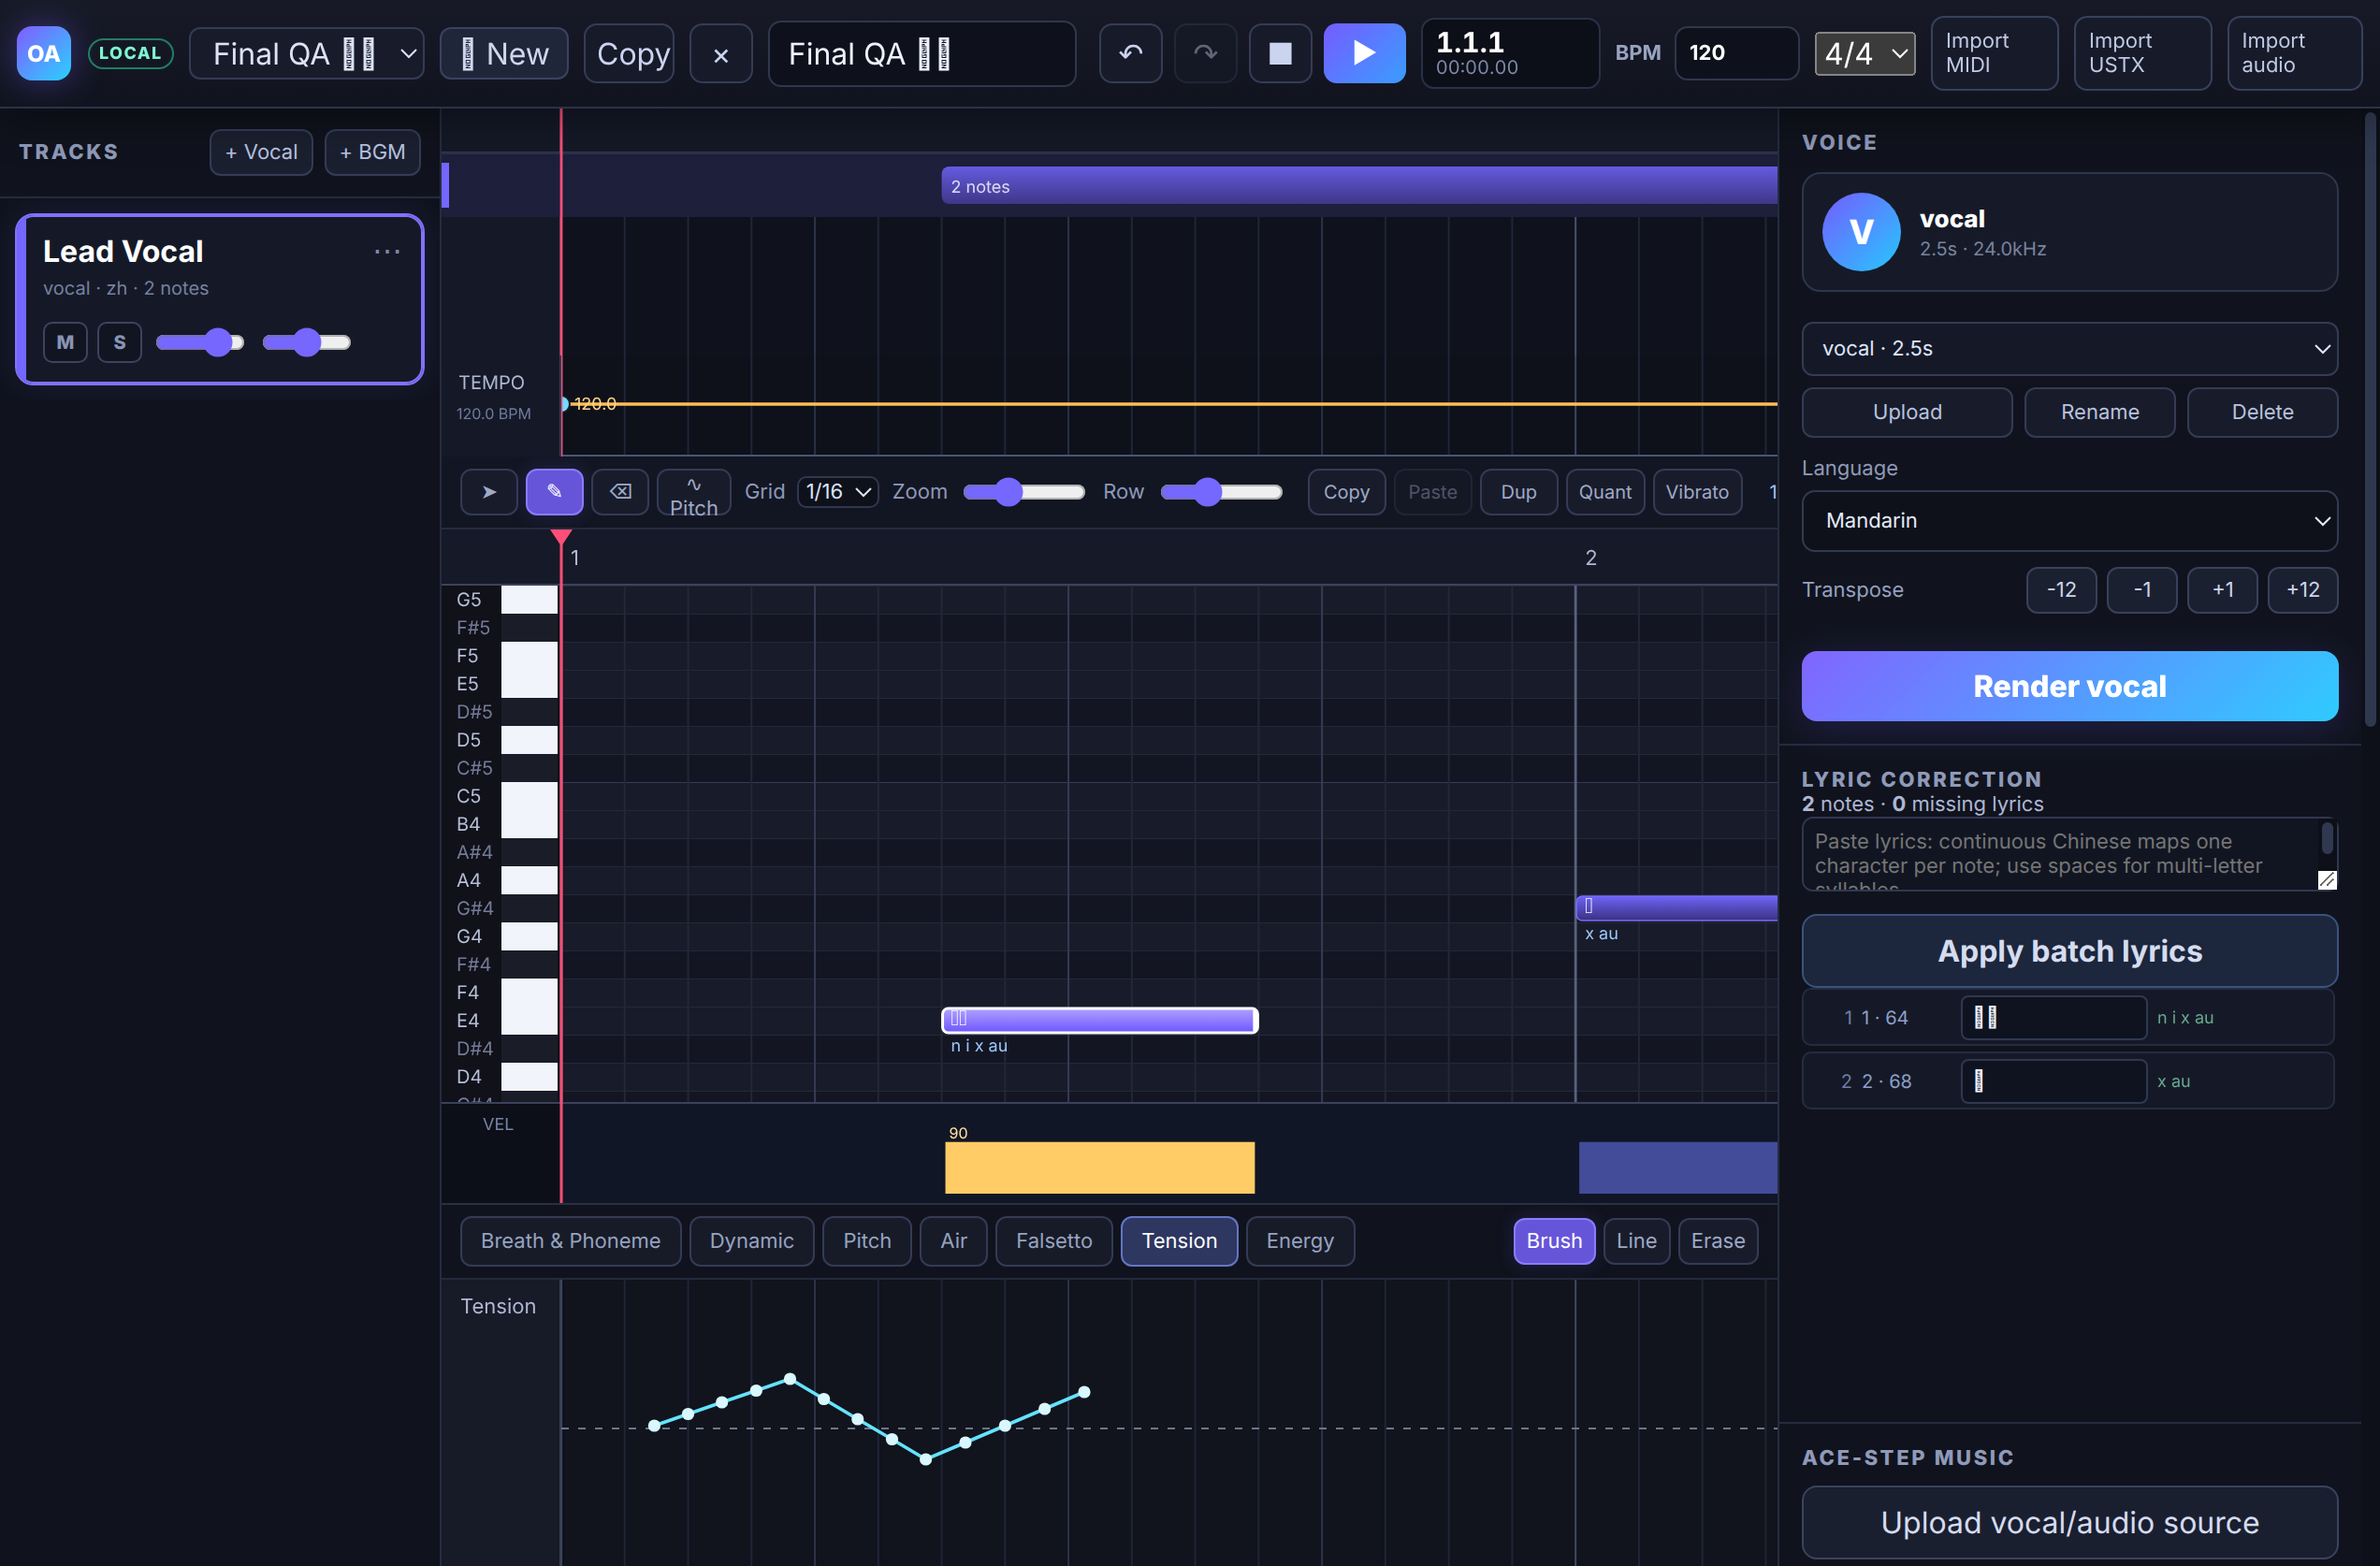 OA
LOCAL
Final QA
New
Copy
×
Final QA
1.1.1
00:00.00
BPM
120
4/4
Import
MIDI
Import
USTX
Import
audio
TRACKS
+ Vocal
+ BGM
Lead Vocal
...
vocal · zh · 2 notes
M
S
2 notes
TEMPO
120.0 BPM
120.0
Pitch
Grid
1/16
Zoom
Row
Copy
Paste
Dup
Quant
Vibrato
1
1
2
G5
F#5
F5
E5
D#5
D5
C#5
C5
B4
A#4
A4
G#4
G4
F#4
F4
E4
D#4
D4
x au
n i x au
VEL
90
Breath & Phoneme
Dynamic
Pitch
Air
Falsetto
Tension
Energy
Brush
Line
Erase
Tension
VOICE
V
vocal
2.5s · 24.0kHz
vocal · 2.5s
Upload
Rename
Delete
Language
Mandarin
Transpose
-12
-1
+1
+12
Render vocal
LYRIC CORRECTION
2 notes · 0 missing lyrics
Paste lyrics: continuous Chinese maps one
character per note; use spaces for multi-letter
syllables
Apply batch lyrics
1 1 · 64
n i x au
2 2 · 68
x au
ACE-STEP MUSIC
Upload vocal/audio source